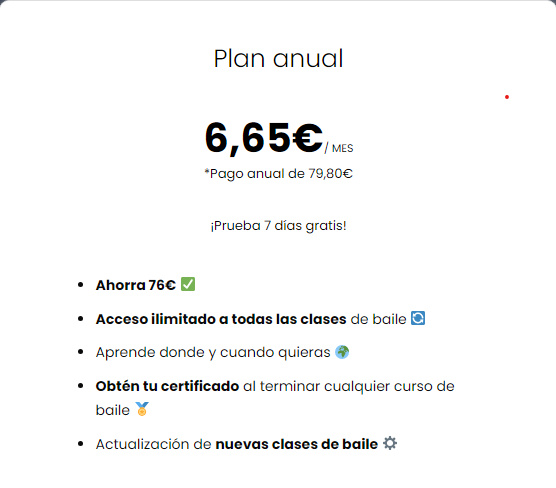 Plan anual
6,65€/ MES
*Pago anual de 79,80€
¡Prueba 7 días gratis!
Ahorra 76€ ✅
Acceso ilimitado a todas las clases de baile 🔄
Aprende donde y cuando quieras 🌍
Obtén tu certificado al terminar cualquier curso de
baile 🏅
Actualización de nuevas clases de baile ⚙️